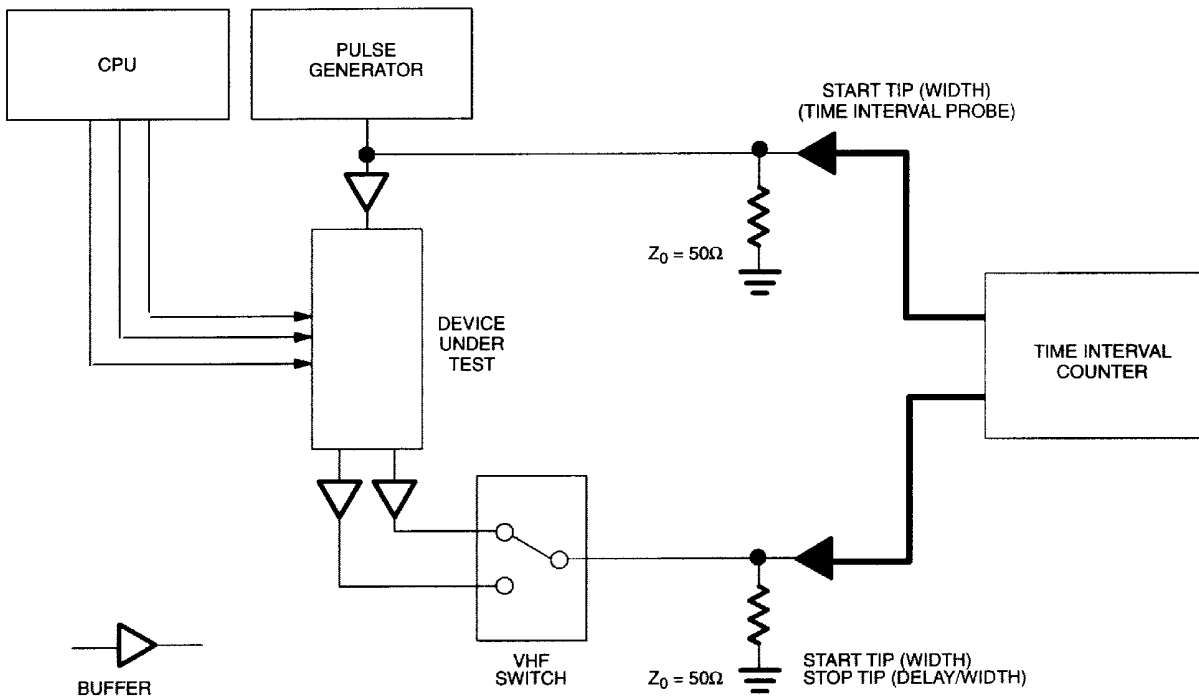 CPU
PULSE
GENERATOR
START TIP (WIDTH)
(TIME INTERVAL PROBE)
Z0 = 50Ω
DEVICE
UNDER
TEST
TIME INTERVAL
COUNTER
VHF
SWITCH
Z0 = 50Ω
START TIP (WIDTH)
STOP TIP (DELAY/WIDTH)
BUFFER